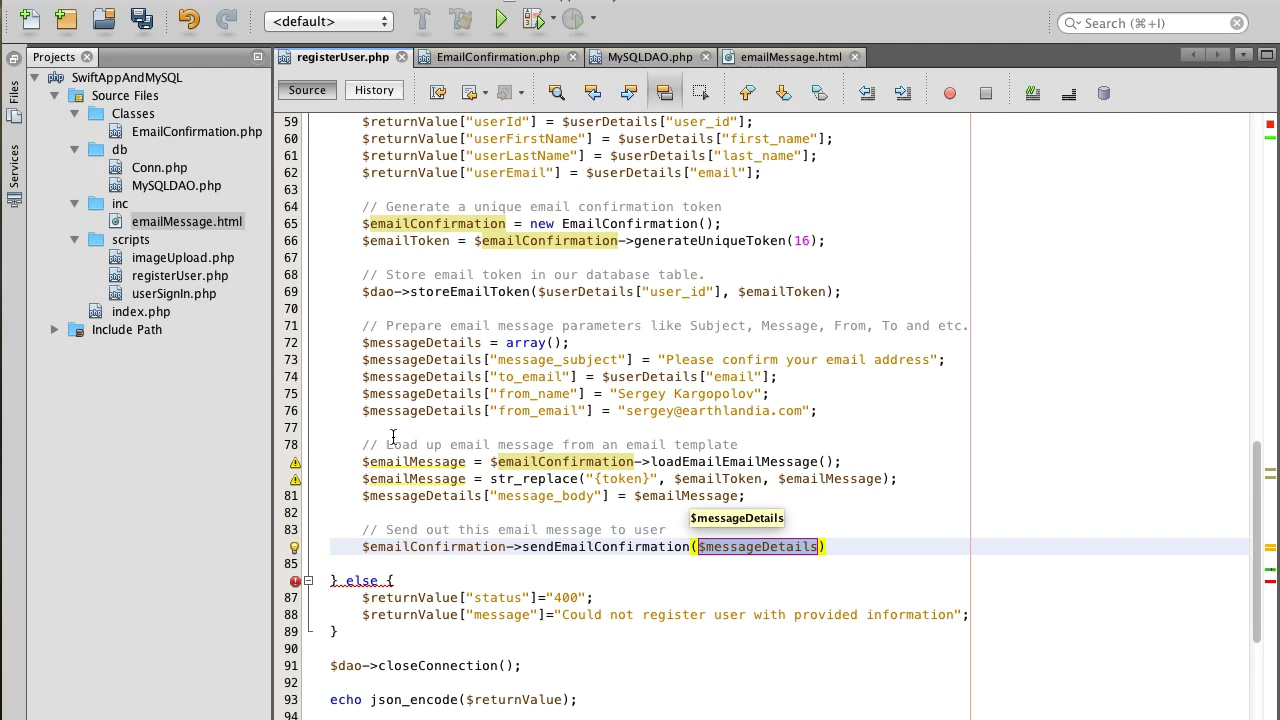 <default>
Search (⌘+I)
Projects
registerUser.php
EmailConfirmation.php
MySQLDAO.php
emailMessage.html
Source
History
Files
Services
SwiftAppAndMySQL
Source Files
Classes
EmailConfirmation.php
db
Conn.php
MySQLDAO.php
inc
emailMessage.html
scripts
imageUpload.php
registerUser.php
userSignIn.php
index.php
Include Path
59 $returnValue["userId"] = $userDetails["user_id"];
60 $returnValue["userFirstName"] = $userDetails["first_name"];
61 $returnValue["userLastName"] = $userDetails["last_name"];
62 $returnValue["userEmail"] = $userDetails["email"];
63
64 // Generate a unique email confirmation token
65 $emailConfirmation = new EmailConfirmation();
66 $emailToken = $emailConfirmation->generateUniqueToken(16);
67
68 // Store email token in our database table.
69 $dao->storeEmailToken($userDetails["user_id"], $emailToken);
70
71 // Prepare email message parameters like Subject, Message, From, To and etc.
72 $messageDetails = array();
73 $messageDetails["message_subject"] = "Please confirm your email address";
74 $messageDetails["to_email"] = $userDetails["email"];
75 $messageDetails["from_name"] = "Sergey Kargopolov";
76 $messageDetails["from_email"] = "sergey@earthlandia.com";
77
78 // Load up email message from an email template
$emailMessage = $emailConfirmation->loadEmailEmailMessage();
$emailMessage = str_replace("{token}", $emailToken, $emailMessage);
81 $messageDetails["message_body"] = $emailMessage;
82
$messageDetails
83 // Send out this email message to user
$emailConfirmation->sendEmailConfirmation($messageDetails)
85
} else {
87 $returnValue["status"]="400";
88 $returnValue["message"]="Could not register user with provided information";
89 }
90
91 $dao->closeConnection();
92
93 echo json_encode($returnValue);
94